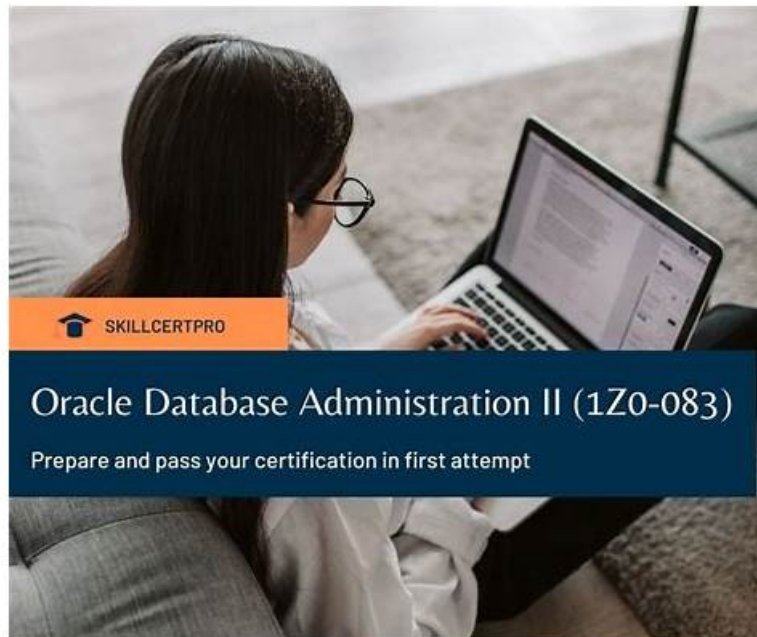 SKILLCERTPRO
Oracle Database Administration II (1Z0-083)
Prepare and pass your certification in first attempt